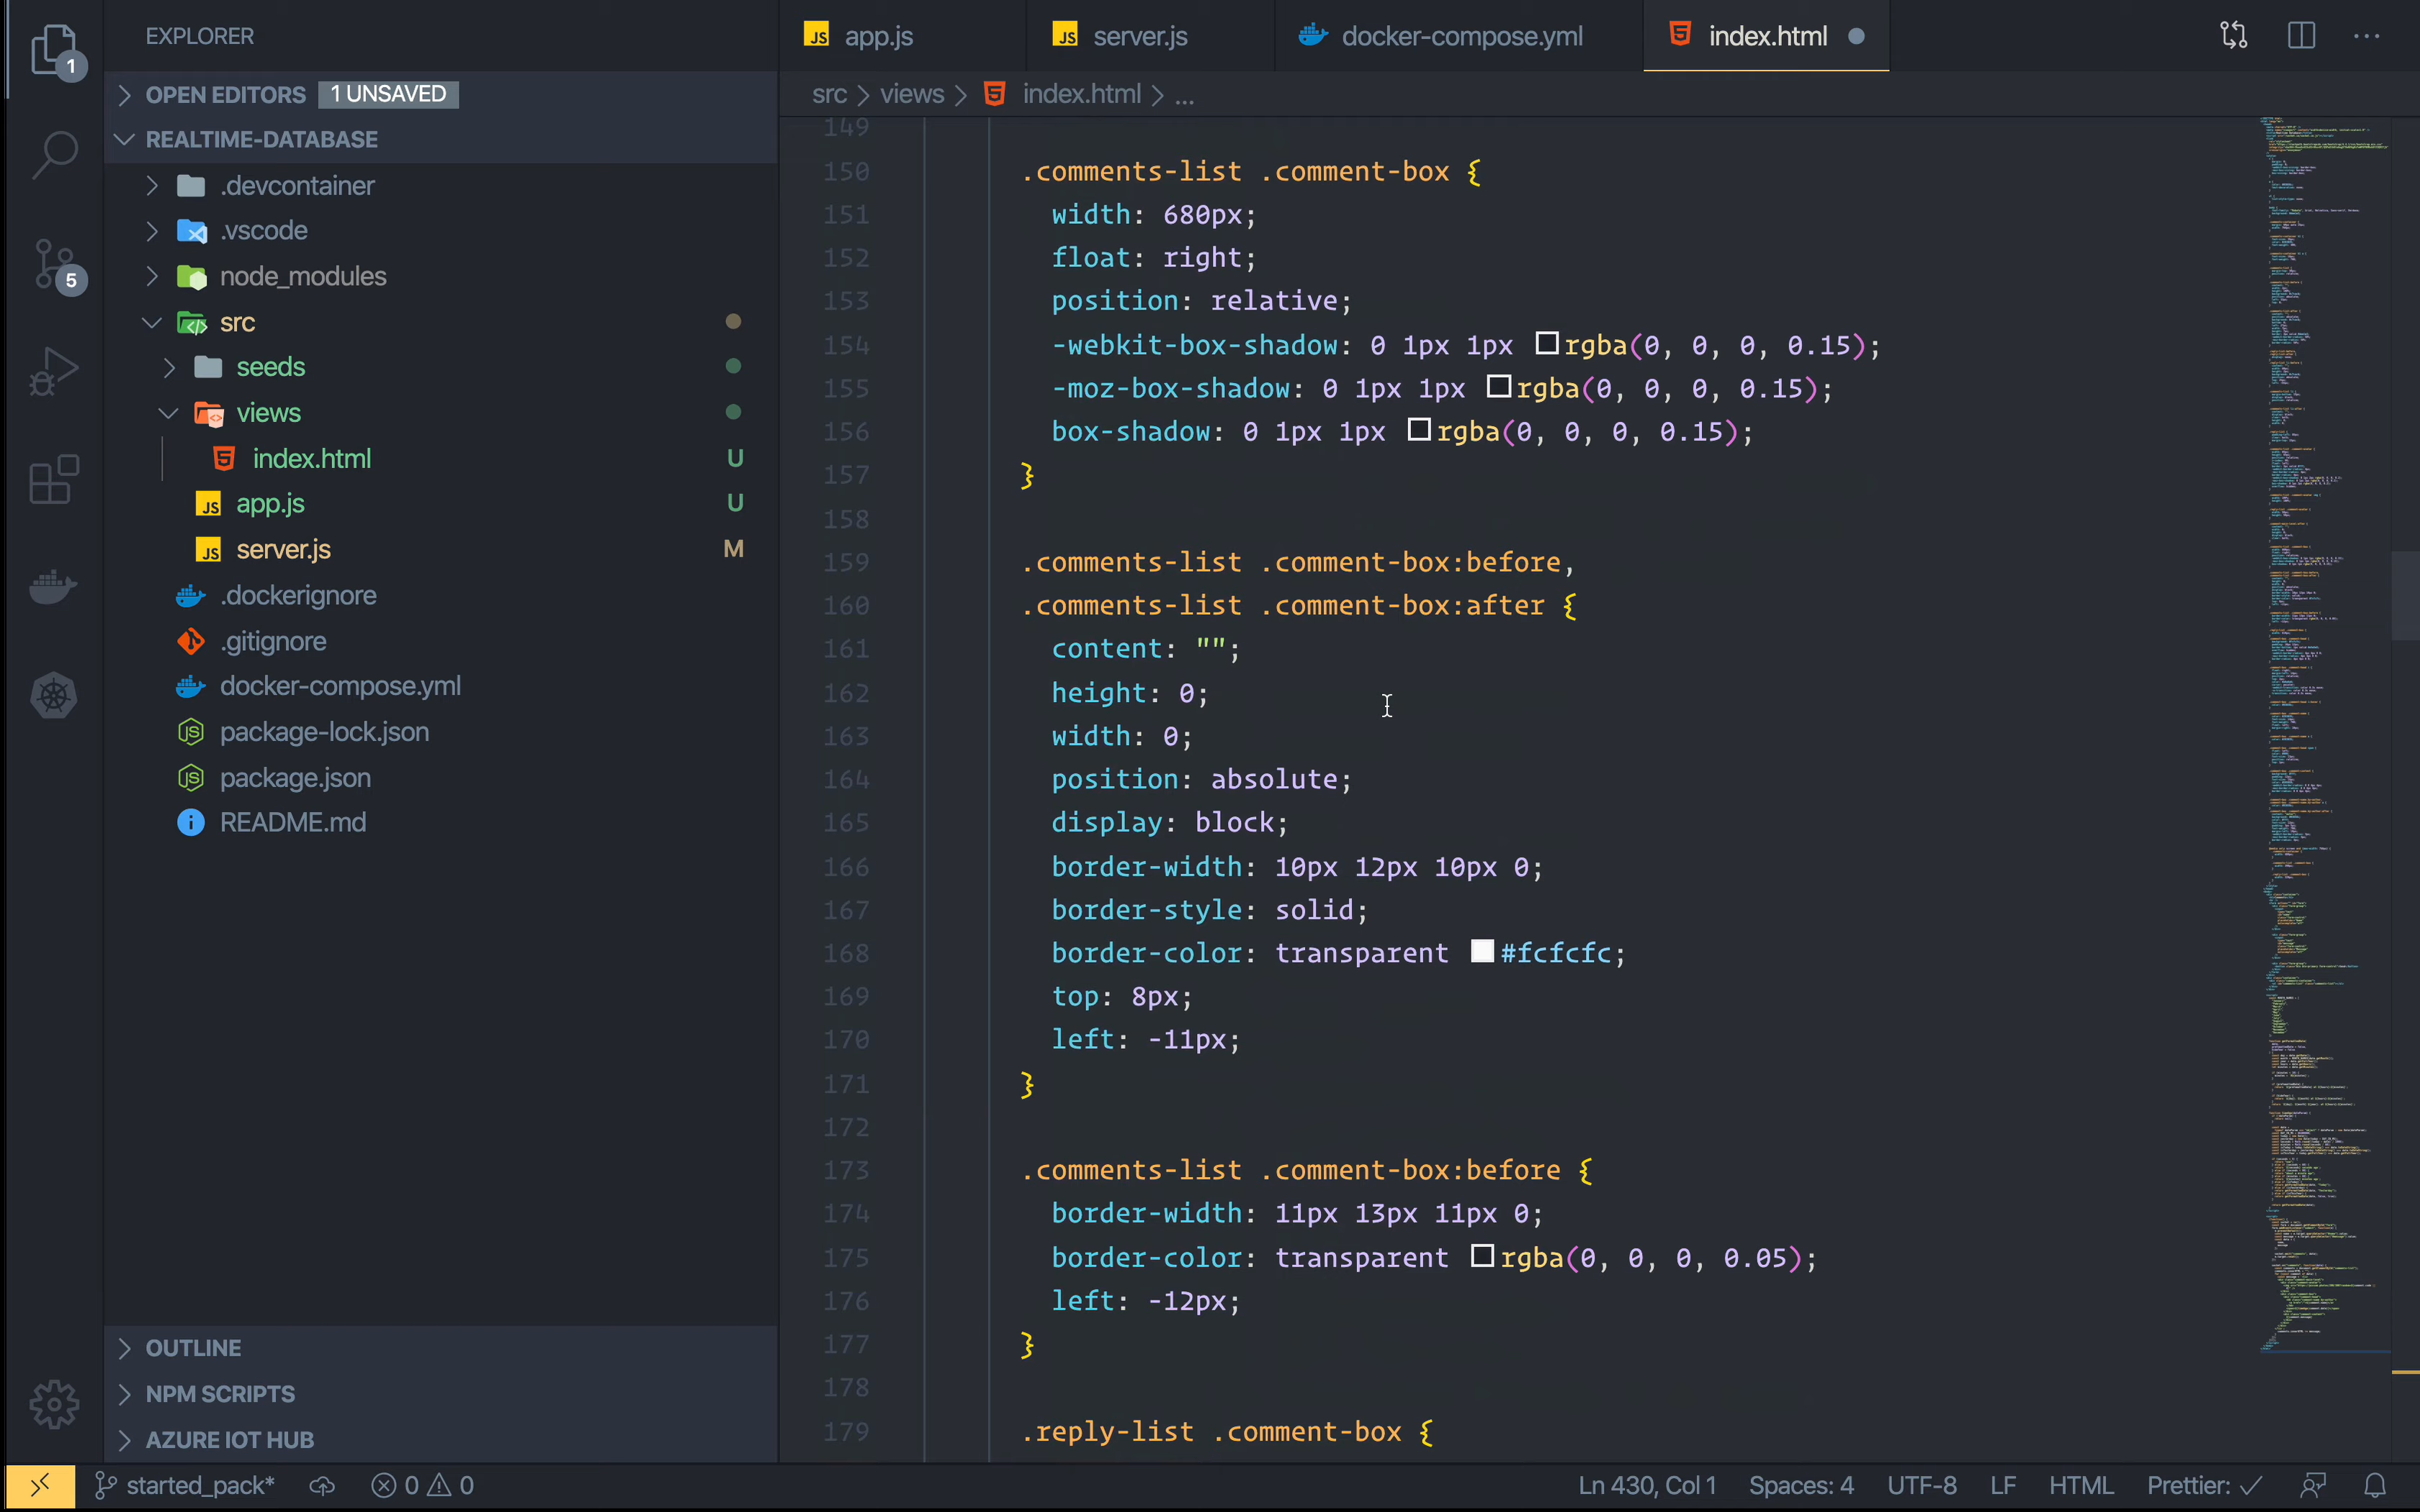 EXPLORER
1
OPEN EDITORS 1 UNSAVED
REALTIME-DATABASE
.devcontainer
.vscode
node_modules
src
seeds
views
index.html U
app.js U
server.js M
.dockerignore
.gitignore
docker-compose.yml
package-lock.json
package.json
README.md
5
OUTLINE
NPM SCRIPTS
AZURE IOT HUB
JS app.js JS server.js docker-compose.yml index.html
src > views > index.html > ...
149
150 .comments-list .comment-box {
151 width: 680px;
152 float: right;
153 position: relative;
154 -webkit-box-shadow: 0 1px 1px rgba(0, 0, 0, 0.15);
155 -moz-box-shadow: 0 1px 1px rgba(0, 0, 0, 0.15);
156 box-shadow: 0 1px 1px rgba(0, 0, 0, 0.15);
157 }
158
159 .comments-list .comment-box:before,
160 .comments-list .comment-box:after {
161 content: "";
162 height: 0;
163 width: 0;
164 position: absolute;
165 display: block;
166 border-width: 10px 12px 10px 0;
167 border-style: solid;
168 border-color: transparent #fcfcfc;
169 top: 8px;
170 left: -11px;
171 }
172
173 .comments-list .comment-box:before {
174 border-width: 11px 13px 11px 0;
175 border-color: transparent rgba(0, 0, 0, 0.05);
176 left: -12px;
177 }
178
179 .reply-list .comment-box {
started_pack* 0 0 Ln 430, Col 1 Spaces: 4 UTF-8 LF HTML Prettier: ✓